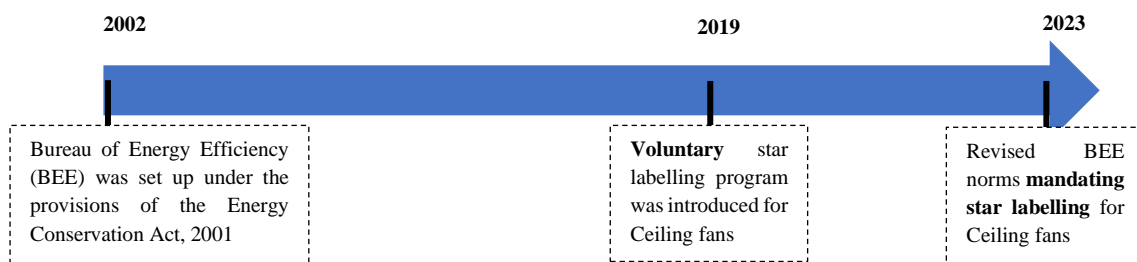 2002
2019
2023
Bureau of Energy Efficiency
(BEE) was set up under the
provisions of the Energy
Conservation Act, 2001
Voluntary star
labelling program
was introduced for
Ceiling fans
Revised BEE
norms mandating
star labelling for
Ceiling fans